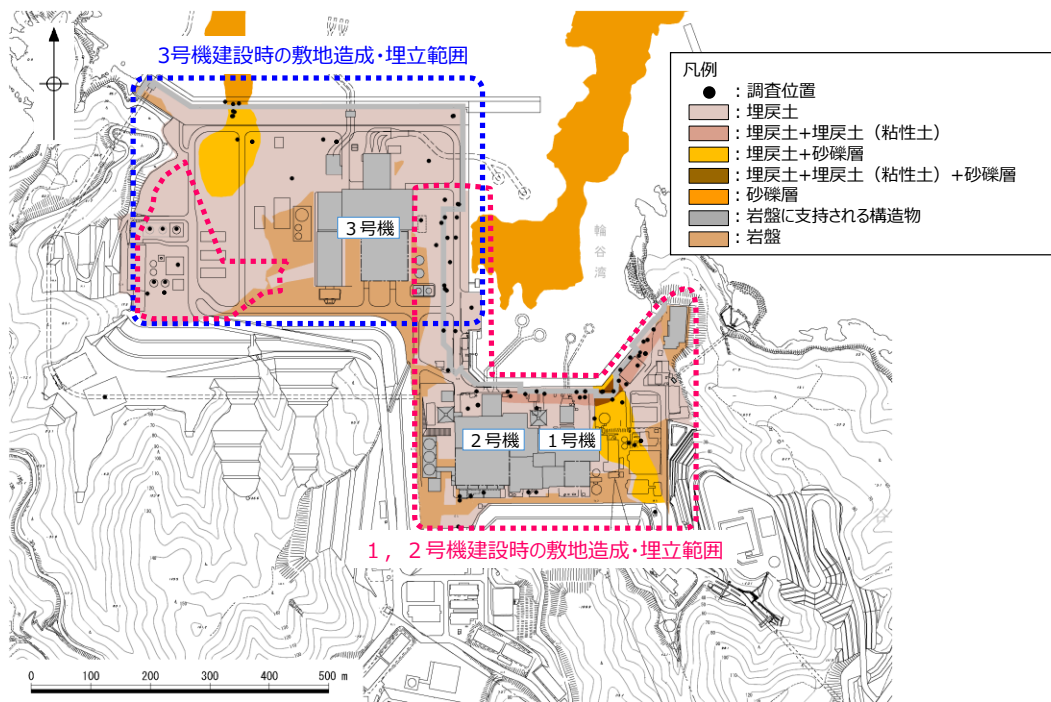 3号機建設時の敷地造成・埋立範囲
凡例
：調査位置
：埋戻土
：埋戻土+埋戻土（粘性土）
：埋戻土+砂礫層
：埋戻土+埋戻土（粘性土）+砂礫層
：砂礫層
：岩盤に支持される構造物
：岩盤
3号機
輪谷湾
2号機
1号機
1，2号機建設時の敷地造成・埋立範囲
0 100 200 300 400 500 m